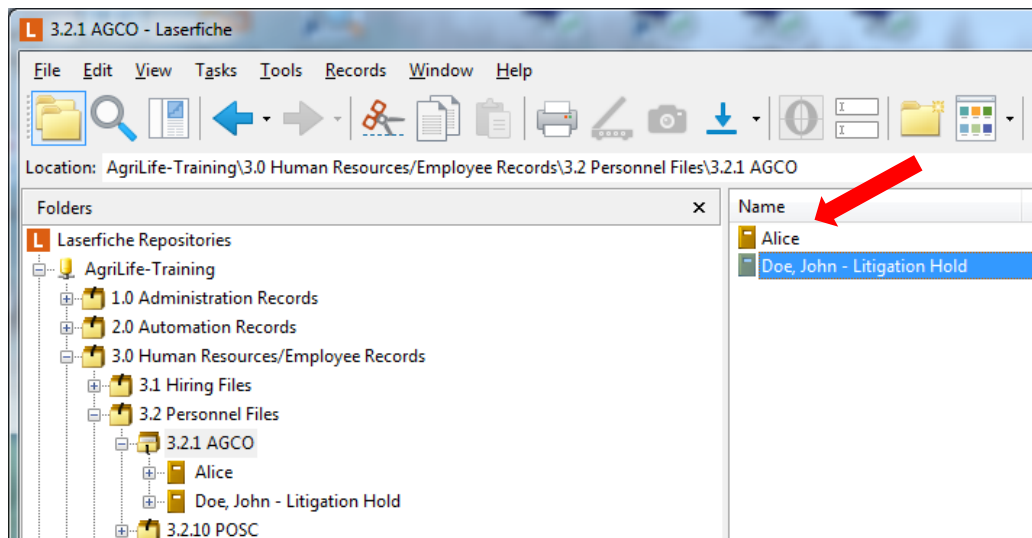 3.2.1 AGCO - Laserfiche
File Edit View Tasks Tools Records Window Help
Location: AgriLife-Training\3.0 Human Resources/Employee Records\3.2 Personnel Files\3.2.1 AGCO
Folders x Name
Laserfiche Repositories Alice
AgriLife-Training Doe, John - Litigation Hold
1.0 Administration Records
2.0 Automation Records
3.0 Human Resources/Employee Records
3.1 Hiring Files
3.2 Personnel Files
3.2.1 AGCO
Alice
Doe, John - Litigation Hold
3.2.10 POSC